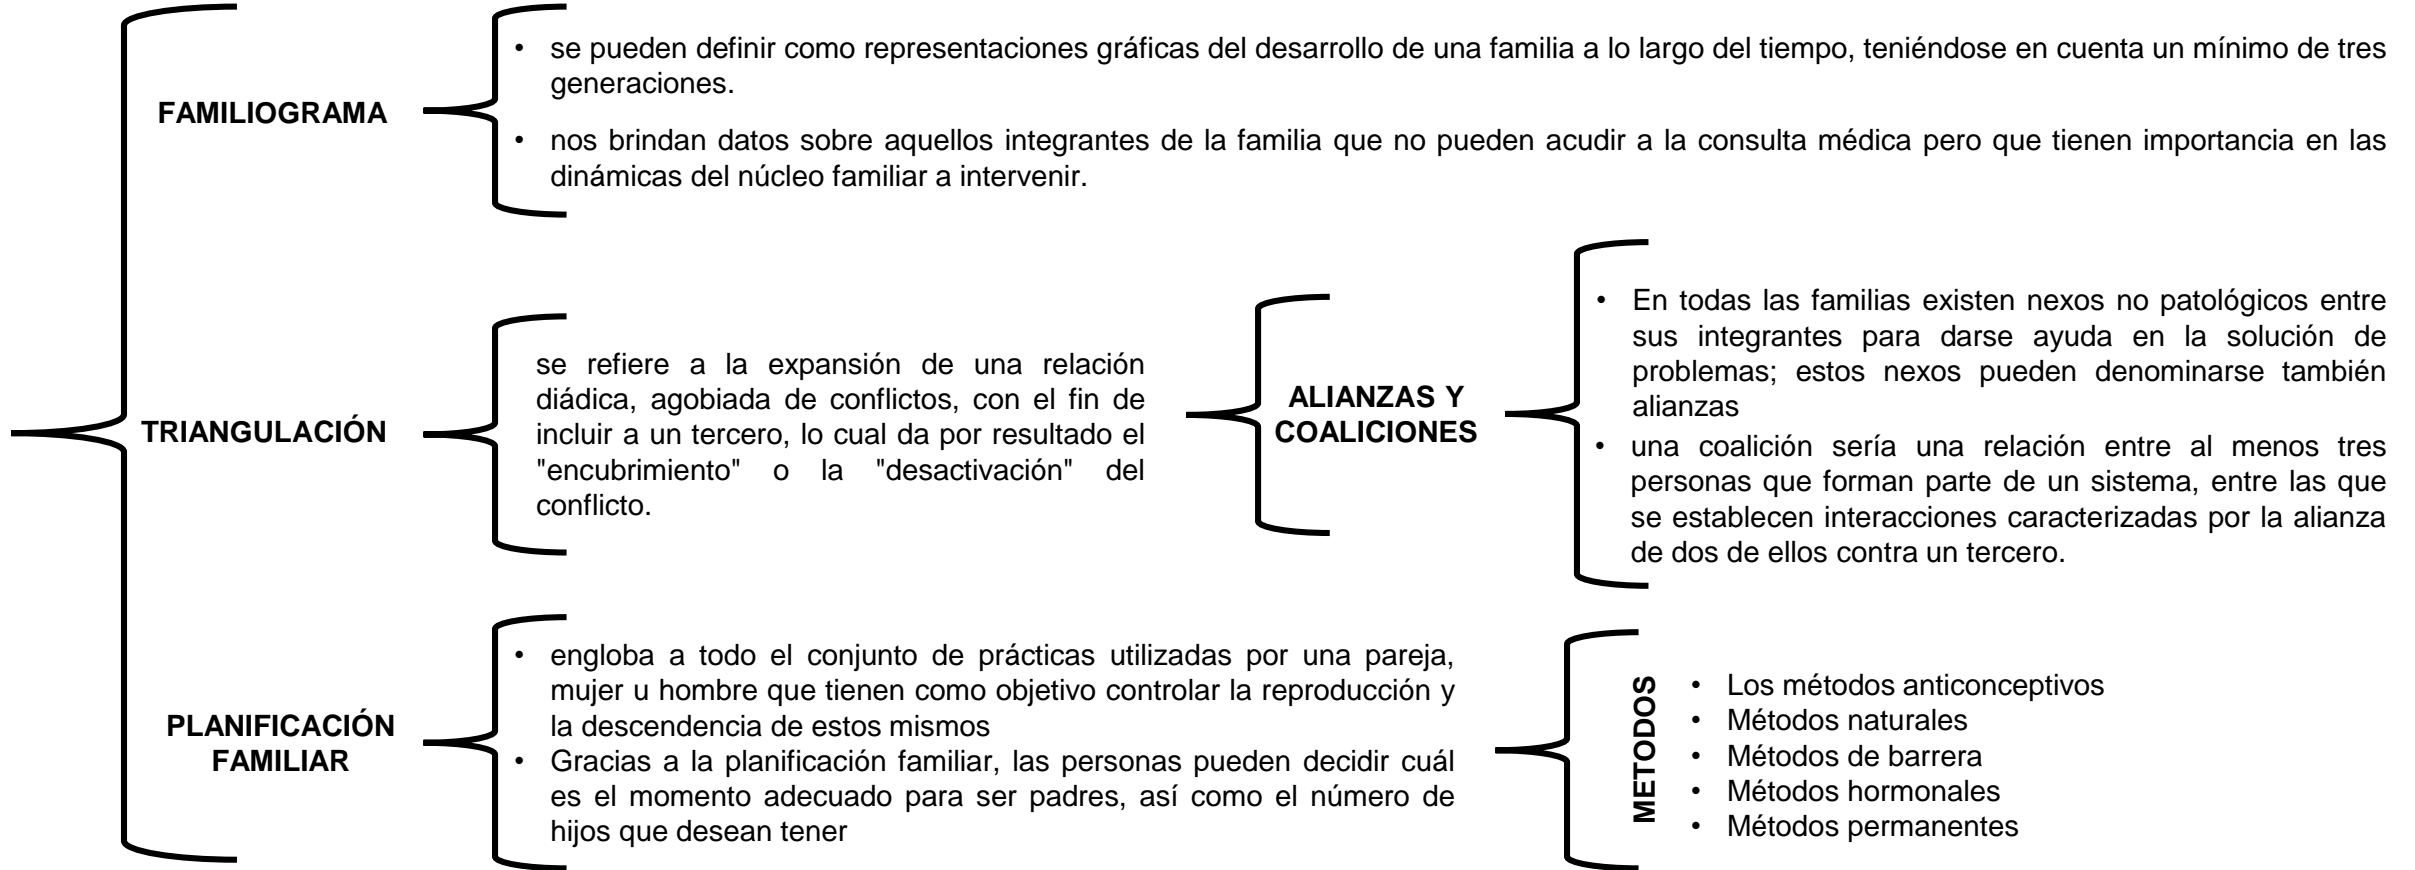 FAMILIOGRAMA
• se pueden definir como representaciones gráficas del desarrollo de una familia a lo largo del tiempo, teniéndose en cuenta un mínimo de tres
generaciones.
• nos brindan datos sobre aquellos integrantes de la familia que no pueden acudir a la consulta médica pero que tienen importancia en las
dinámicas del núcleo familiar a intervenir.
TRIANGULACIÓN
se refiere a la expansión de una relación
diádica, agobiada de conflictos, con el fin de
incluir a un tercero, lo cual da por resultado el
"encubrimiento" o la "desactivación" del
conflicto.
ALIANZAS Y
COALICIONES
• En todas las familias existen nexos no patológicos entre
sus integrantes para darse ayuda en la solución de
problemas; estos nexos pueden denominarse también
alianzas
• una coalición sería una relación entre al menos tres
personas que forman parte de un sistema, entre las que
se establecen interacciones caracterizadas por la alianza
de dos de ellos contra un tercero.
PLANIFICACIÓN
FAMILIAR
• engloba a todo el conjunto de prácticas utilizadas por una pareja,
mujer u hombre que tienen como objetivo controlar la reproducción y
la descendencia de estos mismos
• Gracias a la planificación familiar, las personas pueden decidir cuál
es el momento adecuado para ser padres, así como el número de
hijos que desean tener
METODOS
• Los métodos anticonceptivos
• Métodos naturales
• Métodos de barrera
• Métodos hormonales
• Métodos permanentes